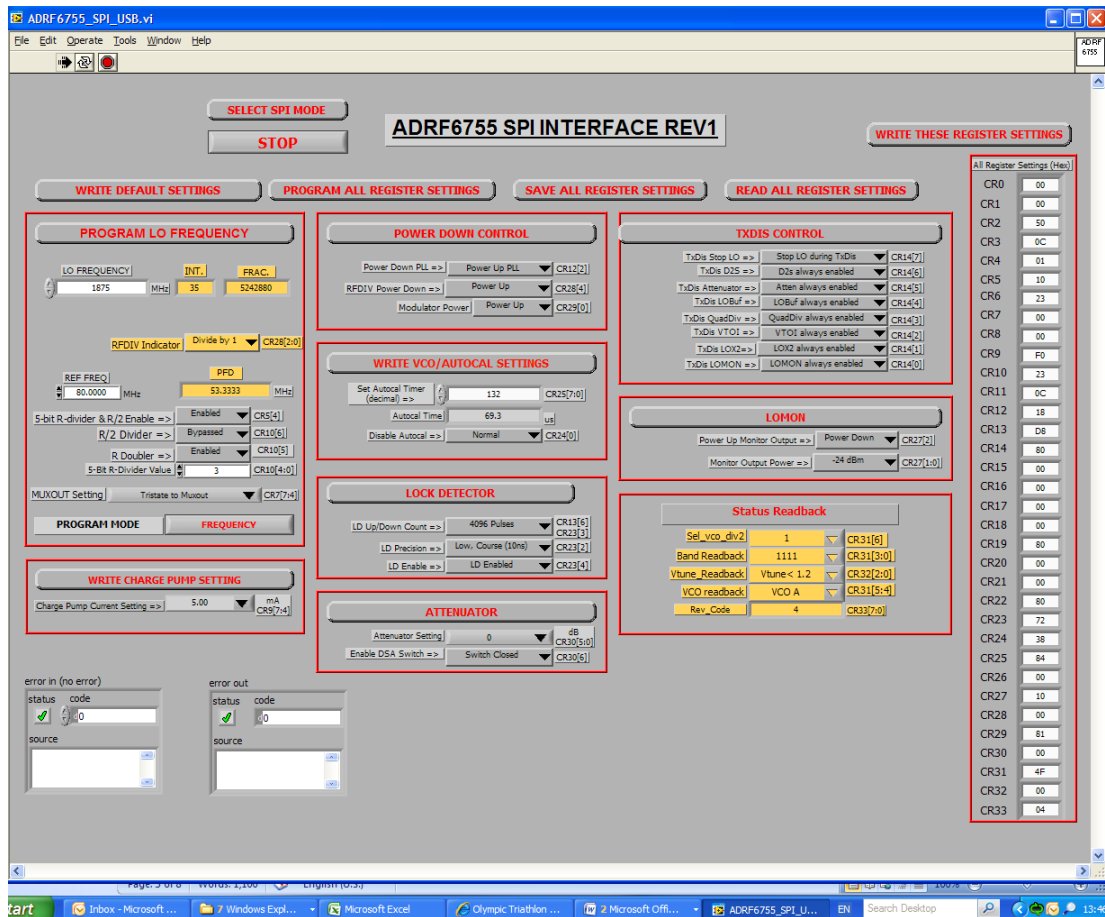 ADRF6755_SPI_USB.vi
File Edit Operate Tools Window Help
ADRF
6755
SELECT SPI MODE
STOP
ADRF6755 SPI INTERFACE REV1
WRITE THESE REGISTER SETTINGS
WRITE DEFAULT SETTINGS
PROGRAM ALL REGISTER SETTINGS
SAVE ALL REGISTER SETTINGS
READ ALL REGISTER SETTINGS
PROGRAM LO FREQUENCY
LO FREQUENCY INT. FRAC.
1875 MHz 35 5242880
RFDIV Indicator Divide by 1 CR28[2:0]
REF FREQ PFD
80.0000 MHz 53.3333 MHz
5-bit R-divider & R/2 Enable => Enabled CR5[4]
R/2 Divider => Bypassed CR10[6]
R Doubler => Enabled CR10[5]
5-Bit R-Divider Value 3 CR10[4:0]
MUXOUT Setting Tristate to Muxout CR7[7:4]
PROGRAM MODE FREQUENCY
WRITE CHARGE PUMP SETTING
Charge Pump Current Setting => 5.00 mA
CR9[7:4]
POWER DOWN CONTROL
Power Down PLL => Power Up PLL CR12[2]
RFDIV Power Down => Power Up CR28[4]
Modulator Power Power Up CR29[0]
WRITE VCO/AUTOCAL SETTINGS
Set Autocal Timer
(decimal) => 132 CR25[7:0]
Autocal Time 69.3 us
Disable Autocal => Normal CR24[0]
LOCK DETECTOR
LD Up/Down Count => 4096 Pulses CR13[6]
CR23[3]
LD Precision => Low, Course (10ns) CR23[2]
LD Enable => LD Enabled CR23[4]
ATTENUATOR
Attenuator Setting 0 dB
CR30[5:0]
Enable DSA Switch => Switch Closed CR30[6]
TXDIS CONTROL
TxDis Stop LO => Stop LO during TxDis CR14[7]
TxDis D2S => D2s always enabled CR14[6]
TxDis Attenuator => Atten always enabled CR14[5]
TxDis LOBuf => LOBuf always enabled CR14[4]
TxDis QuadDiv => QuadDiv always enabled CR14[3]
TxDis VTOI => VTOI always enabled CR14[2]
TxDis LOX2=> LOX2 always enabled CR14[1]
TxDis LOMON => LOMON always enabled CR14[0]
LOMON
Power Up Monitor Output => Power Down CR27[2]
Monitor Output Power => -24 dBm CR27[1:0]
Status Readback
Sel_vco_div2 1 CR31[6]
Band Readback 1111 CR31[3:0]
Vtune_Readback Vtune< 1.2 CR32[2:0]
VCO readback VCO A CR31[5:4]
Rev_Code 4 CR33[7:0]
error in (no error)
status code
0
source
error out
status code
0
source
All Register Settings (Hex)
CR0 00
CR1 00
CR2 50
CR3 0C
CR4 01
CR5 10
CR6 23
CR7 00
CR8 00
CR9 F0
CR10 23
CR11 0C
CR12 18
CR13 D8
CR14 80
CR15 00
CR16 00
CR17 00
CR18 00
CR19 80
CR20 00
CR21 00
CR22 80
CR23 72
CR24 38
CR25 84
CR26 00
CR27 10
CR28 00
CR29 81
CR30 00
CR31 4F
CR32 00
CR33 04
Page: 5 of 8 Words: 1,100 English (U.S.) 100%
tart Inbox - Microsoft ... 7 Windows Expl... Microsoft Excel Olympic Triathlon ... 2 Microsoft Offi... ADRF6755_SPI_U... EN Search Desktop 13:46